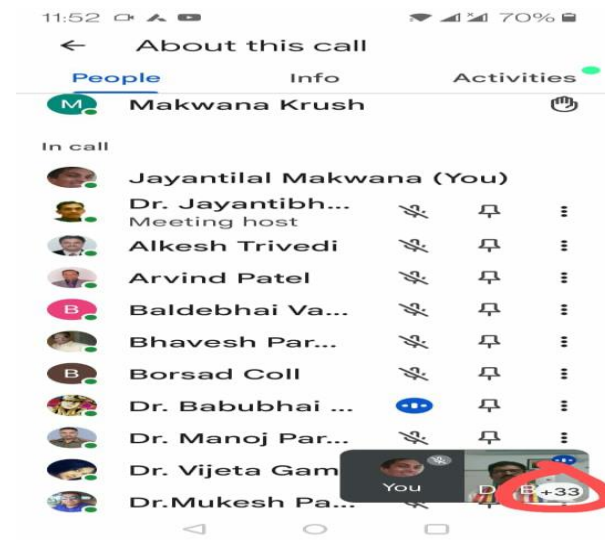 11:52 70%
About this call
People Info Activities
M Makwana Krush
In call
Jayantilal Makwana (You)
Dr. Jayantibh...
Meeting host
Alkesh Trivedi
Arvind Patel
B Baldebhai Va...
Bhavesh Par...
B Borsad Coll
Dr. Babubhai ...
Dr. Manoj Par...
Dr. Vijeta Gam
You +33
Dr.Mukesh Pa...